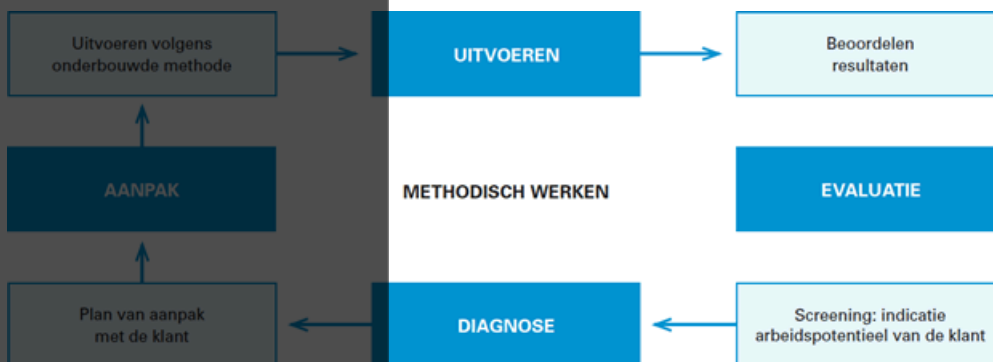 Uitvoeren volgens
onderbouwde methode
UITVOEREN
Beoordelen
resultaten
AANPAK
METHODISCH WERKEN
EVALUATIE
Plan van aanpak
met de klant
DIAGNOSE
Screening: indicatie
arbeidspotentieel van de klant